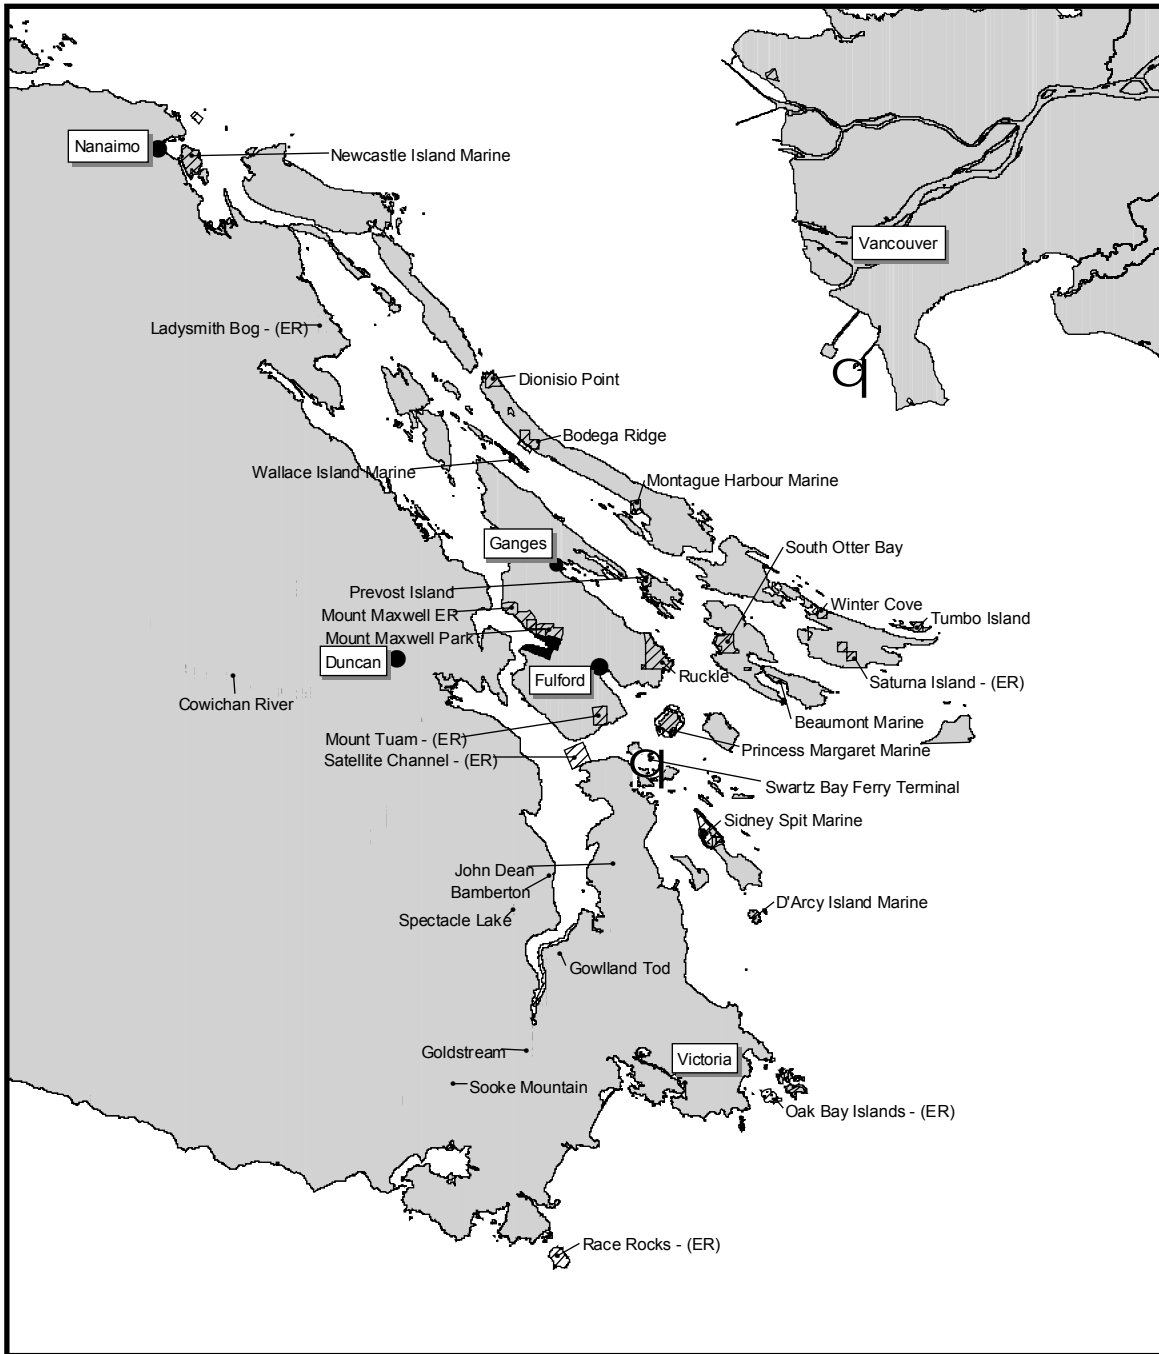 Nanaimo
Newcastle Island Marine
Vancouver
Ladysmith Bog - (ER)
Dionisio Point
Bodega Ridge
Wallace Island Marine
Montague Harbour Marine
Ganges
South Otter Bay
Prevost Island
Mount Maxwell ER
Winter Cove
Tumbo Island
Mount Maxwell Park
Duncan
Fulford
Ruckle
Saturna Island - (ER)
Cowichan River
Beaumont Marine
Mount Tuam - (ER)
Princess Margaret Marine
Satellite Channel - (ER)
q
q
Swartz Bay Ferry Terminal
Sidney Spit Marine
John Dean
Bamberton
D'Arcy Island Marine
Spectacle Lake
Gowlland Tod
Goldstream
Victoria
Sooke Mountain
Oak Bay Islands - (ER)
Race Rocks - (ER)